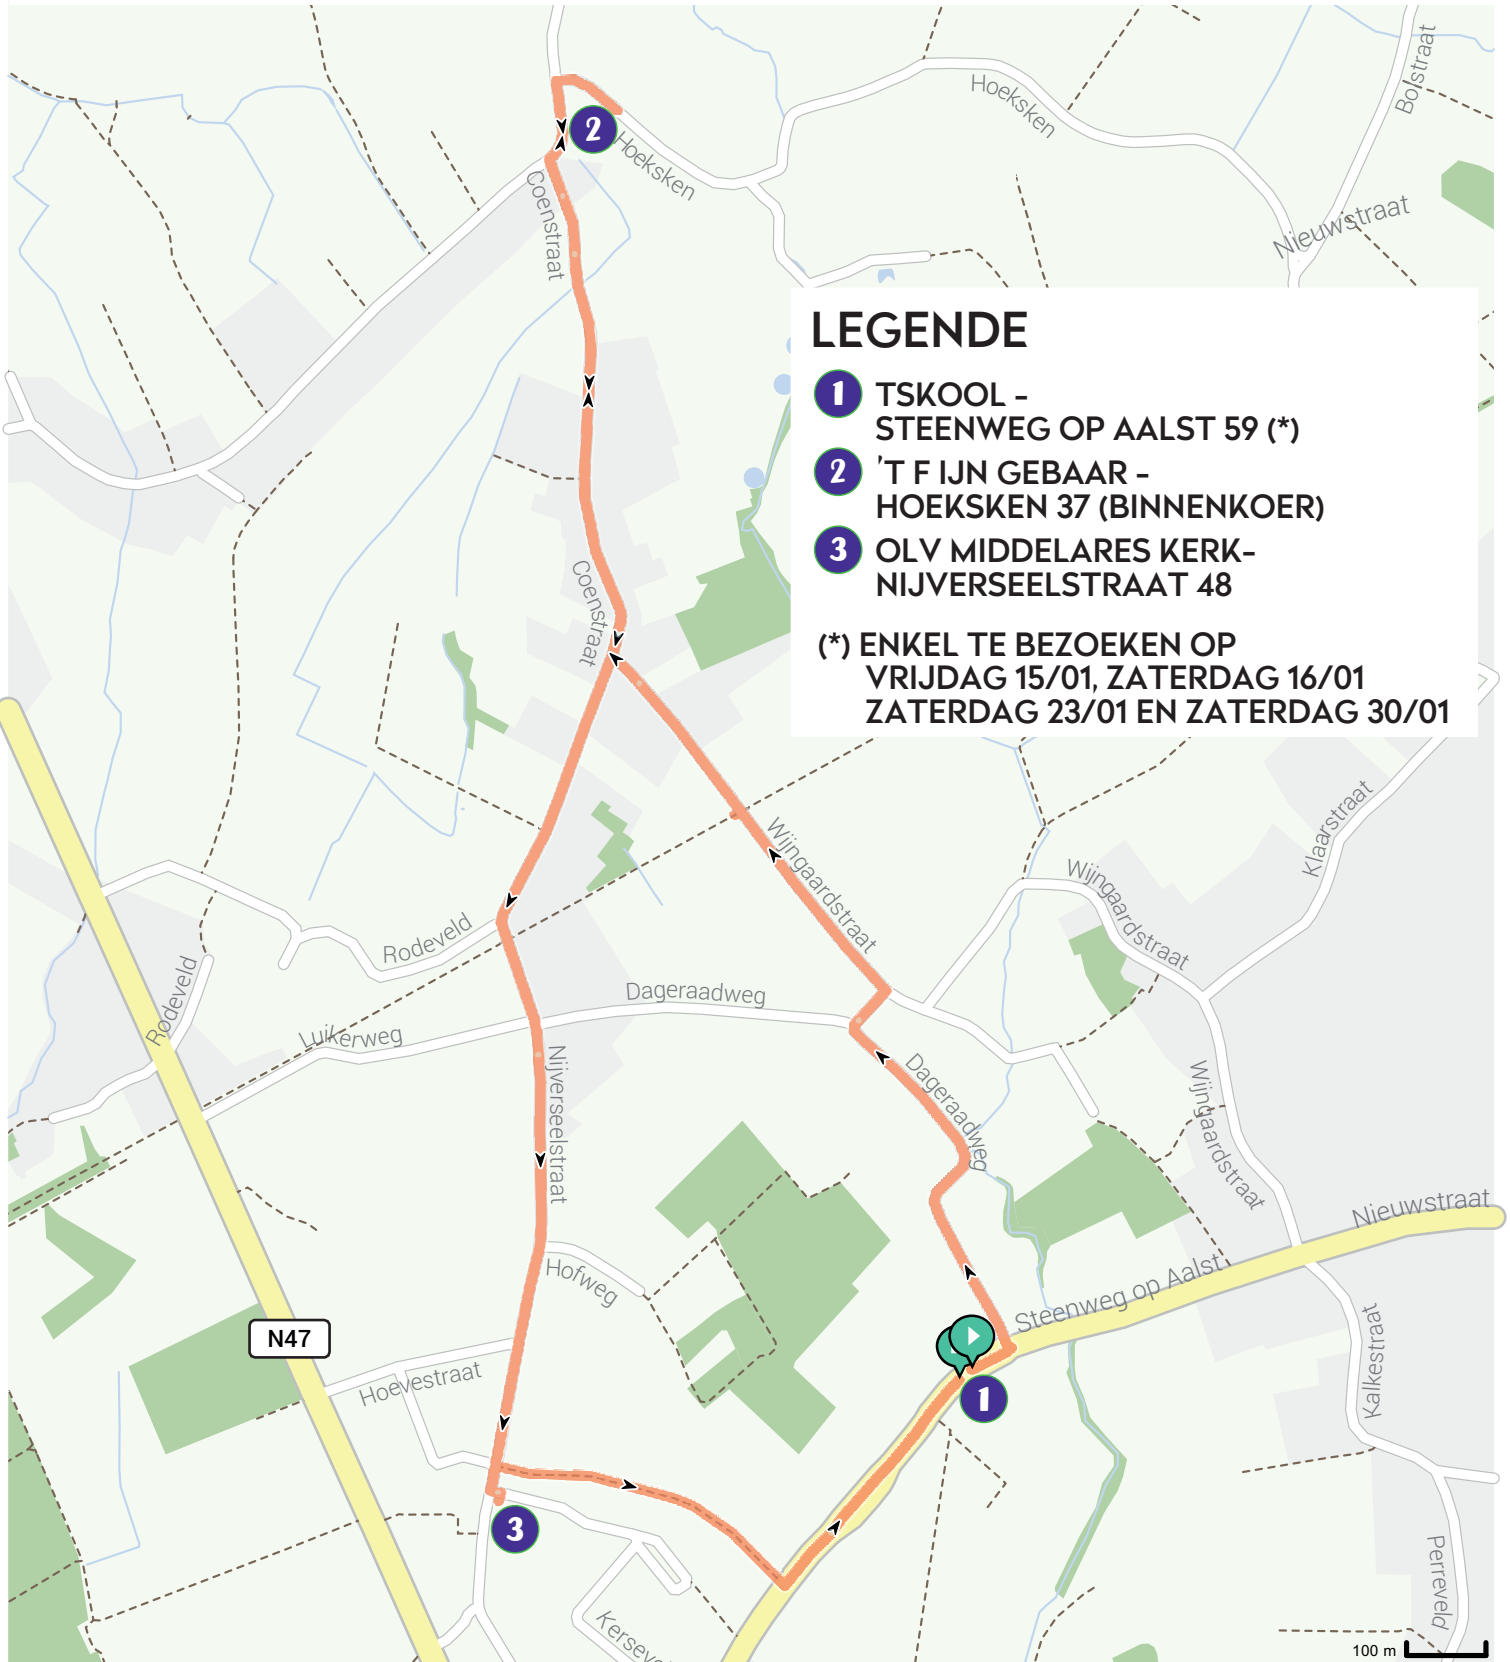 Hoeksken
Bolstraat
2
Hoeksken
Coenstraat
Nieuwstraat
LEGENDE
1 TSKOOL -
STEENWEG OP AALST 59 (*)
2 'T F IJN GEBAAR -
HOEKSKEN 37 (BINNENKOER)
3 OLV MIDDELARES KERK-
NIJVERSEELSTRAAT 48
(*) ENKEL TE BEZOEKEN OP
VRIJDAG 15/01, ZATERDAG 16/01
ZATERDAG 23/01 EN ZATERDAG 30/01
Coenstraat
Klaarstraat
Wijngaardstraat
Wijngaardstraat
Rodeveld
Rodeveld
Dageraadweg
Luikerweg
Nijverseelstraat
Dageraadweg
Wijngaardstraat
Nieuwstraat
Hofweg
Steenweg op Aalst
N47
Hoevestraat
Kalkestraat
1
3
Perreveld
100 m